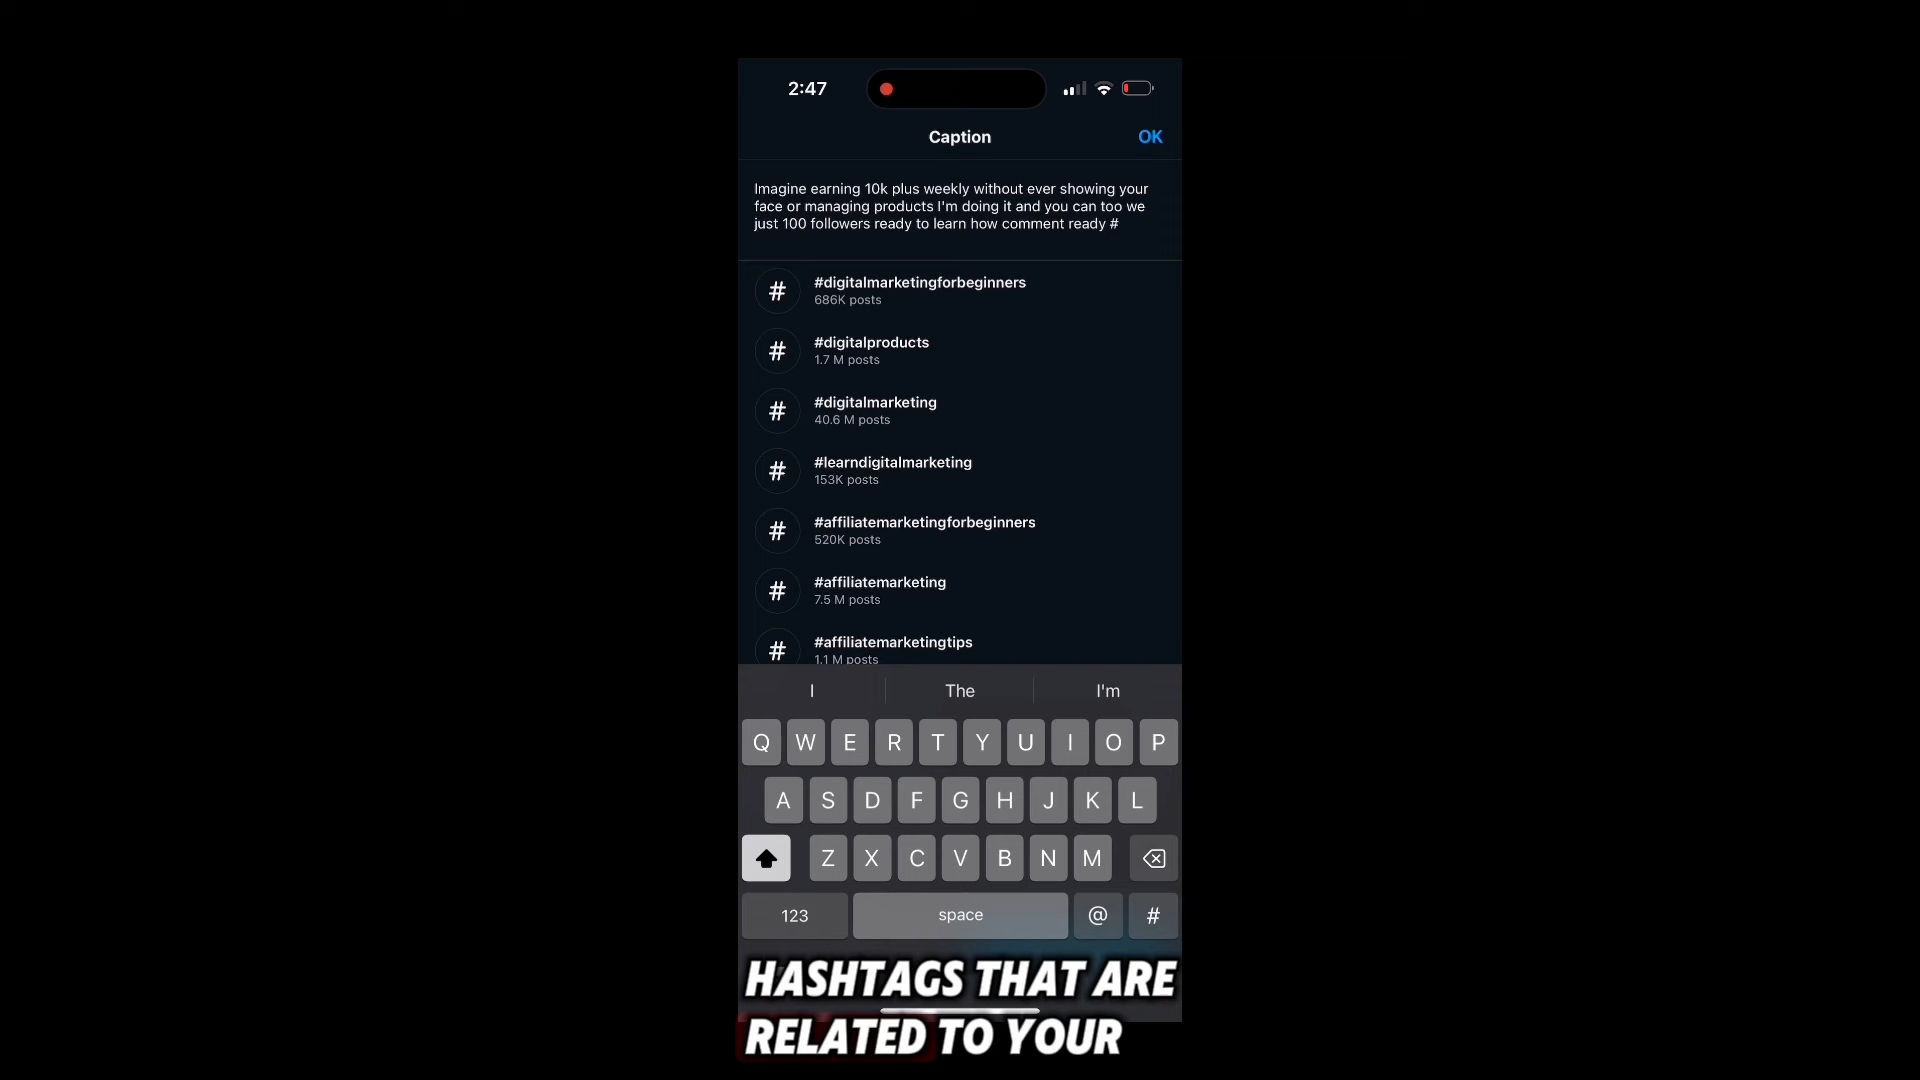 2:47
Caption
OK
Imagine earning 10k plus weekly without ever showing your
face or managing products I'm doing it and you can too we
just 100 followers ready to learn how comment ready #
# #digitalmarketingforbeginners
686K posts
# #digitalproducts
1.7 M posts
# #digitalmarketing
40.6 M posts
# #learndigitalmarketing
153K posts
# #affiliatemarketingforbeginners
520K posts
# #affiliatemarketing
7.5 M posts
# #affiliatemarketingtips
1.1 M posts
I The I'm
Q W E R T Y U I O P
A S D F G H J K L
Z X C V B N M
123 space @ #
HASHTAGS THAT ARE
RELATED TO YOUR